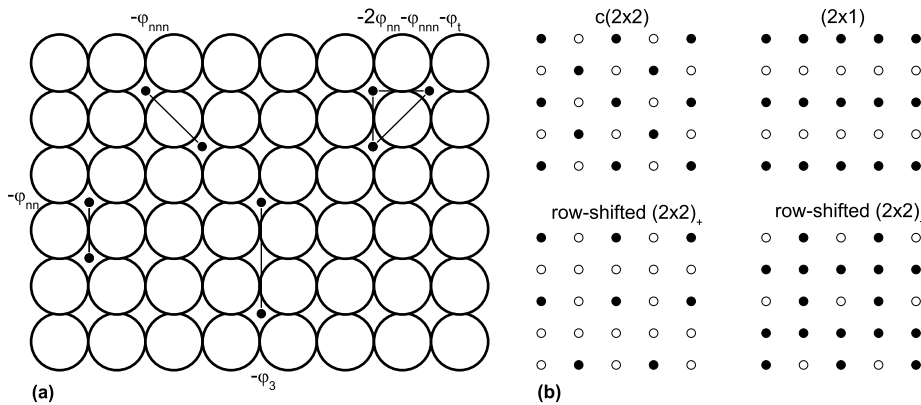 -φnnn
-2φnn-φnnn-φt
-φnn
-φ3
(a)
c(2x2)
(2x1)
row-shifted (2x2)+
row-shifted (2x2)-
(b)